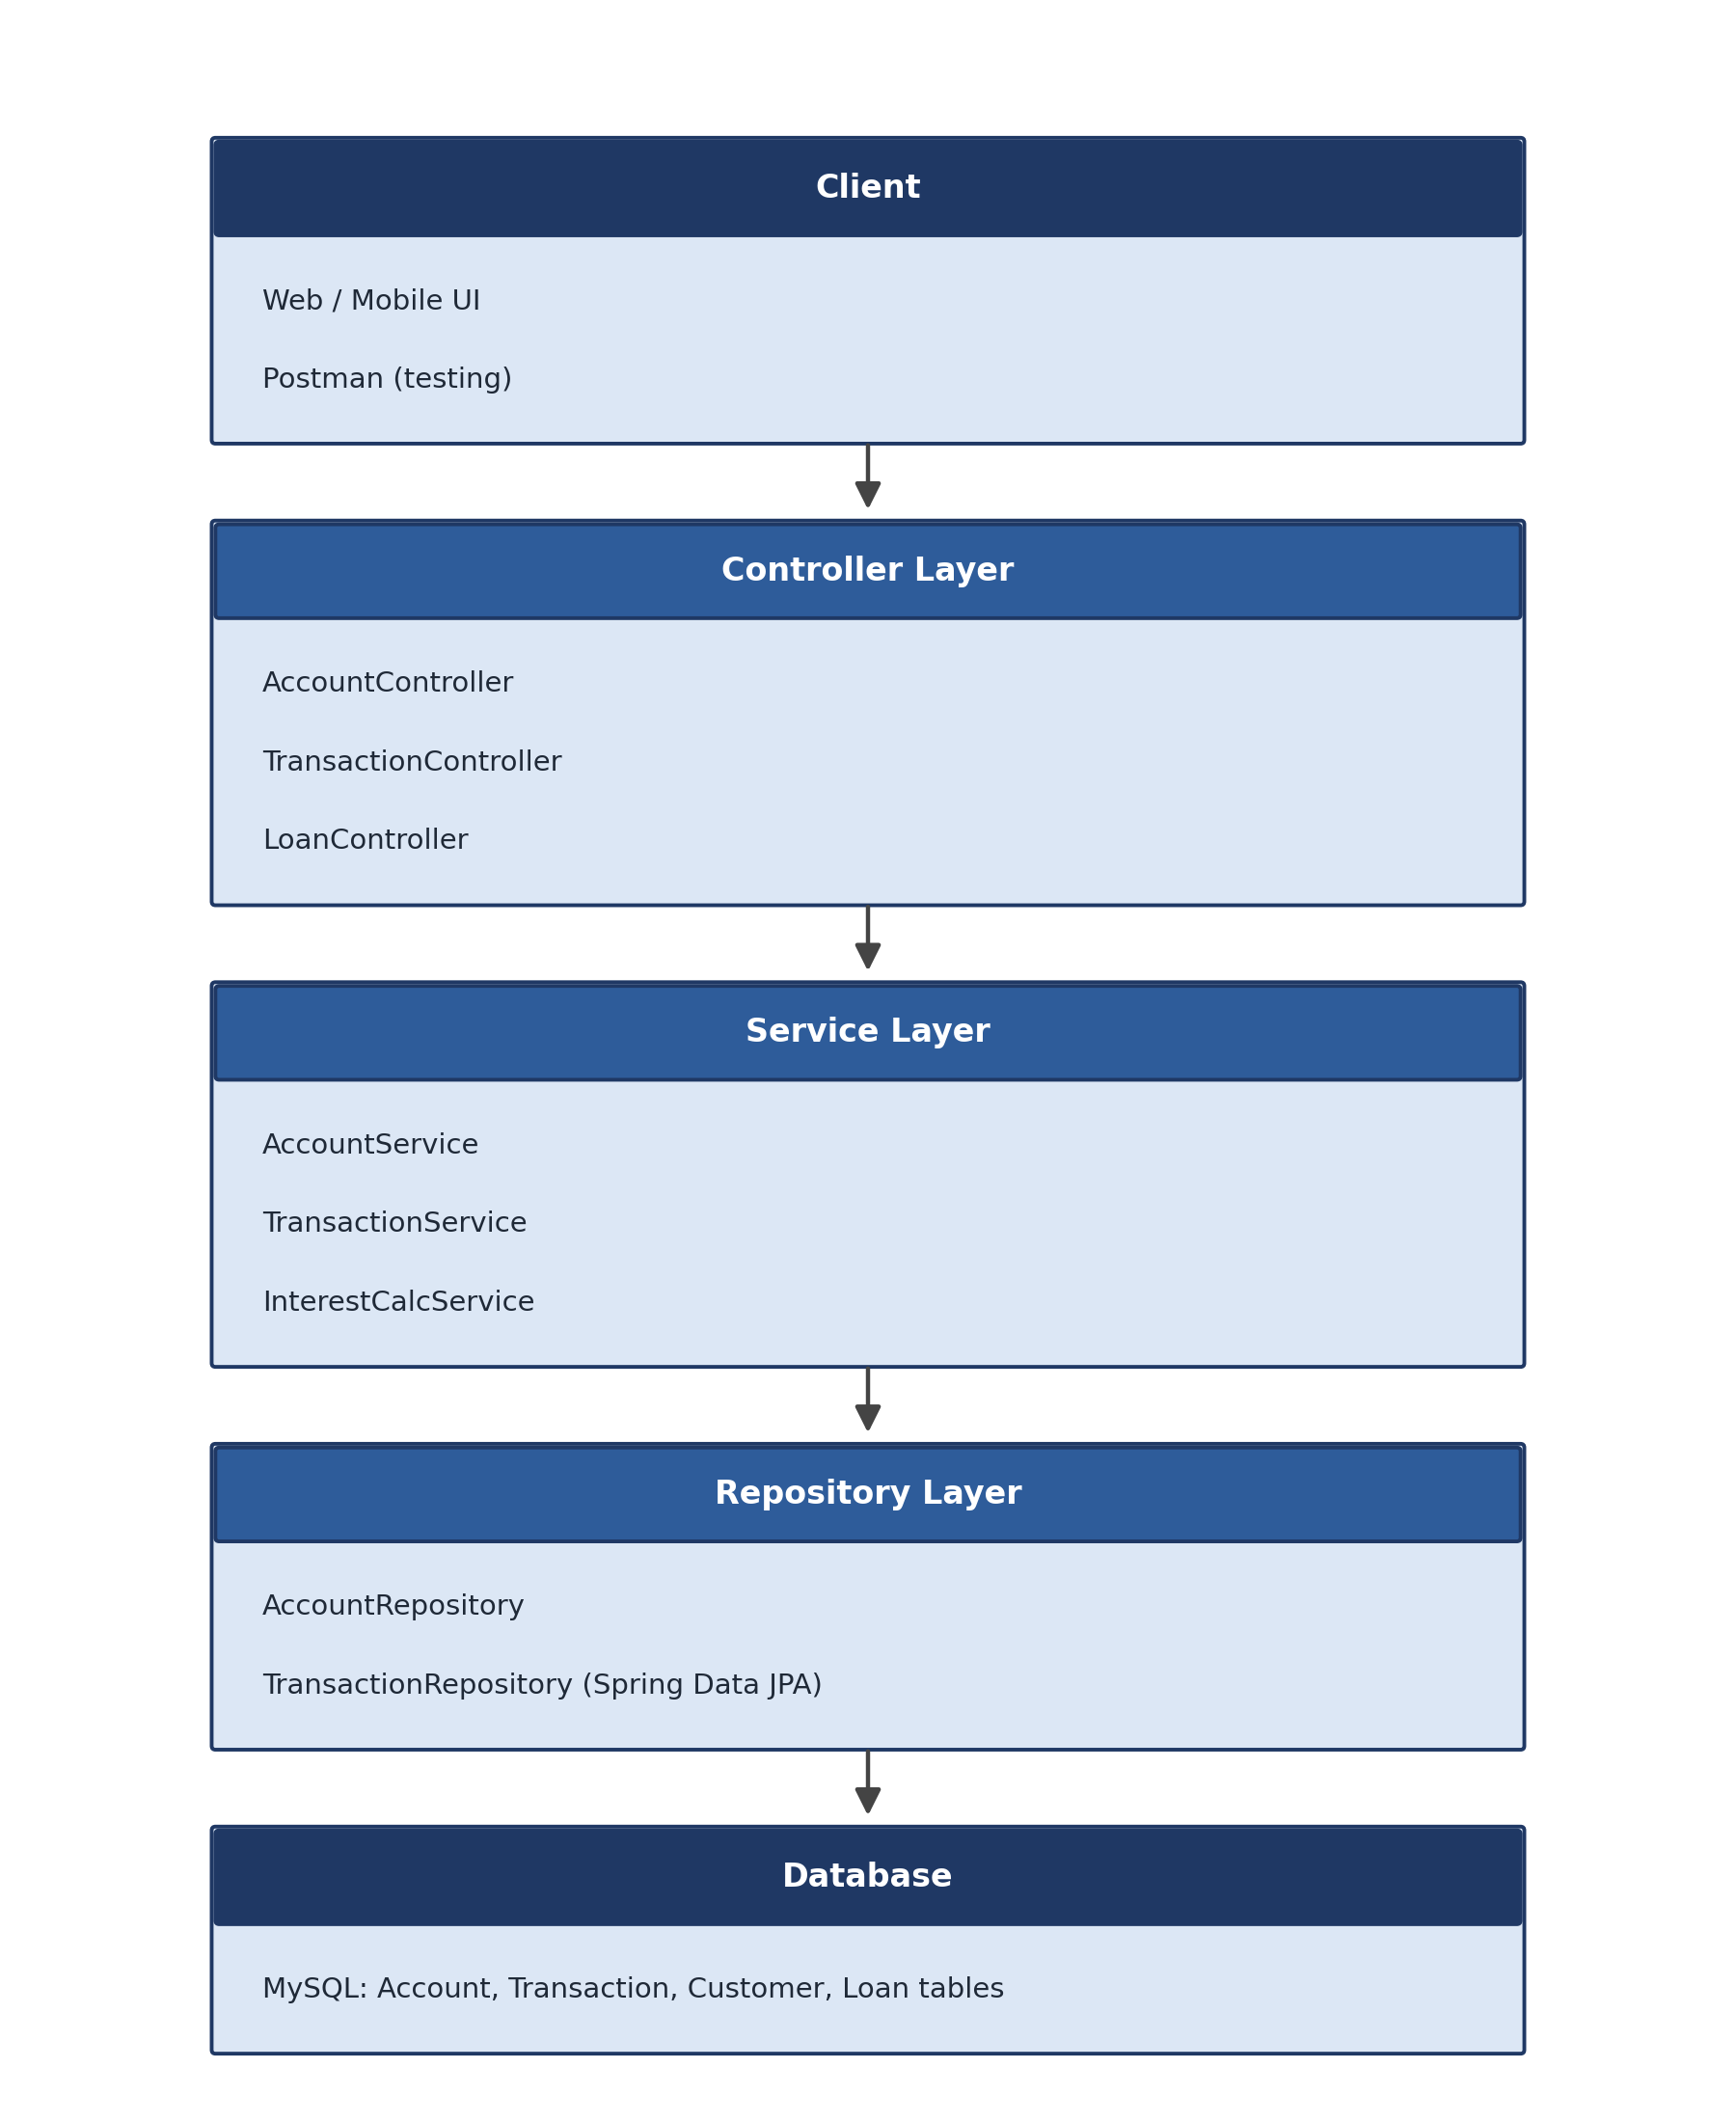 Client
Web / Mobile UI
Postman (testing)
Controller Layer
AccountController
TransactionController
LoanController
Service Layer
AccountService
TransactionService
InterestCalcService
Repository Layer
AccountRepository
TransactionRepository (Spring Data JPA)
Database
MySQL: Account, Transaction, Customer, Loan tables